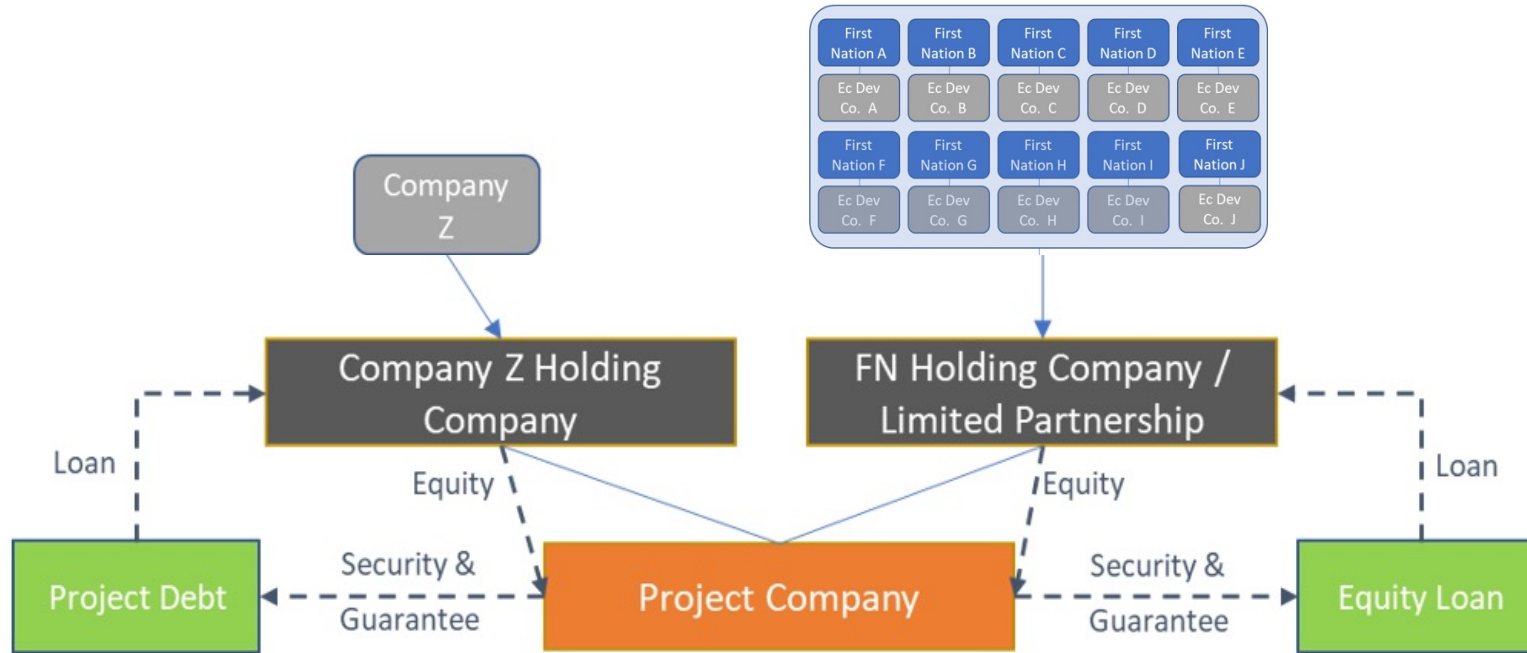 First
Nation A
First
Nation B
First
Nation C
First
Nation D
First
Nation E
Ec Dev
Co. A
Ec Dev
Co. B
Ec Dev
Co. C
Ec Dev
Co. D
Ec Dev
Co. E
First
Nation F
First
Nation G
First
Nation H
First
Nation I
First
Nation J
Ec Dev
Co. F
Ec Dev
Co. G
Ec Dev
Co. H
Ec Dev
Co. I
Ec Dev
Co. J
Company
Z
Company Z Holding
Company
FN Holding Company /
Limited Partnership
Loan
Equity
Equity
Loan
Project Debt
Security &
Guarantee
Project Company
Security &
Guarantee
Equity Loan